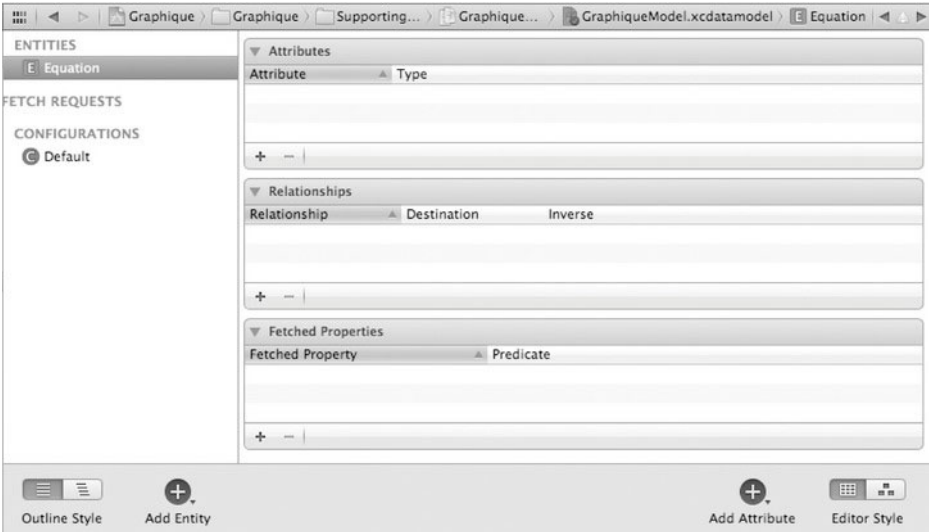 Graphique Graphique Supporting... Graphique... GraphiqueModel.xcdatamodel E Equation
ENTITIES
E Equation
FETCH REQUESTS
CONFIGURATIONS
C Default
Attributes
Attribute Type
Relationships
Relationship Destination Inverse
Fetched Properties
Fetched Property Predicate
Outline Style Add Entity Add Attribute Editor Style